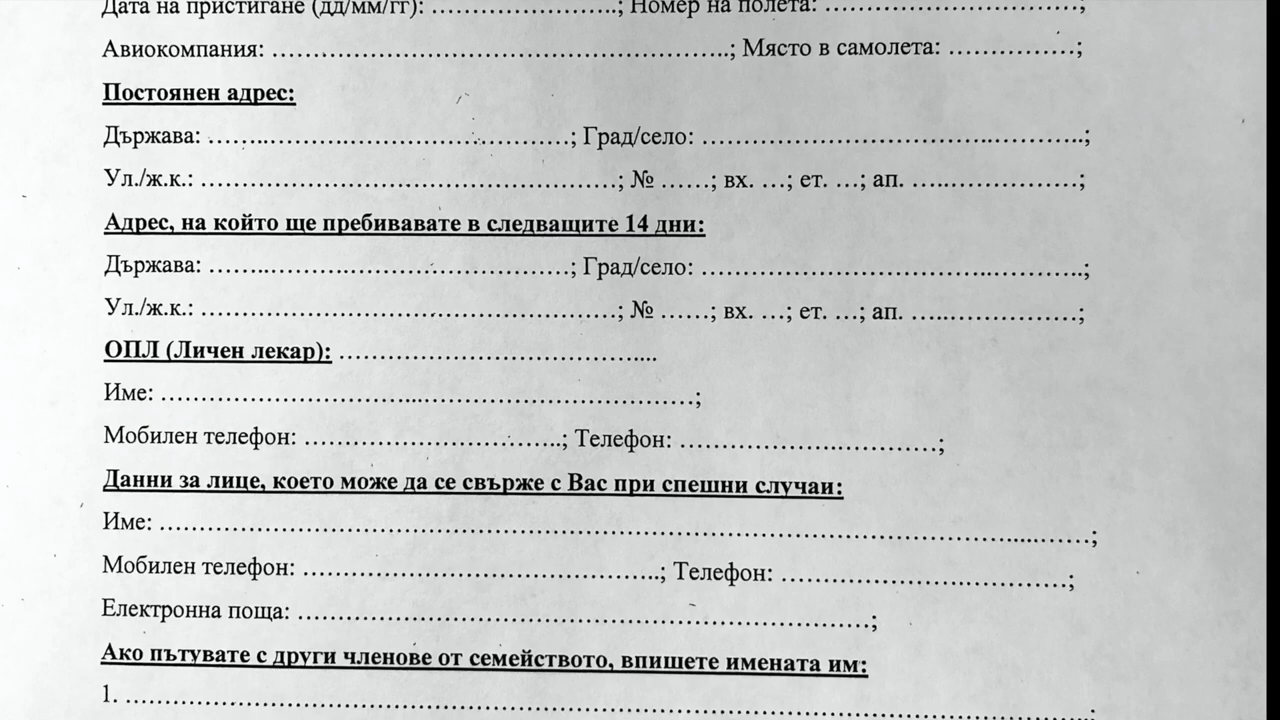 Дата на пристигане (дд/мм/гг): ........................; Номер на полета: ................................;
Авиокомпания: ..........................................................; Място в самолета: ...............;
Постоянен адрес:
Държава: ..............................................; Град/село: .................................................;
Ул./ж.к.: .....................................................; № ......; вх. ...; ет. ...; ап. ......................;
Адрес, на който ще пребивавате в следващите 14 дни:
Държава: ..............................................; Град/село: .................................................;
Ул./ж.к.: .....................................................; № ......; вх. ...; ет. ...; ап. ......................;
ОПЛ (Личен лекар): ........................................
Име: ....................................................................;
Мобилен телефон: .................................; Телефон: .................................;
Данни за лице, което може да се свърже с Вас при спешни случаи:
Име: ........................................................................................................................;
Мобилен телефон: .............................................; Телефон: .....................................;
Електронна поща: .........................................................................;
Ако пътувате с други членове от семейството, впишете имената им:
1. ............................................................................................................................;